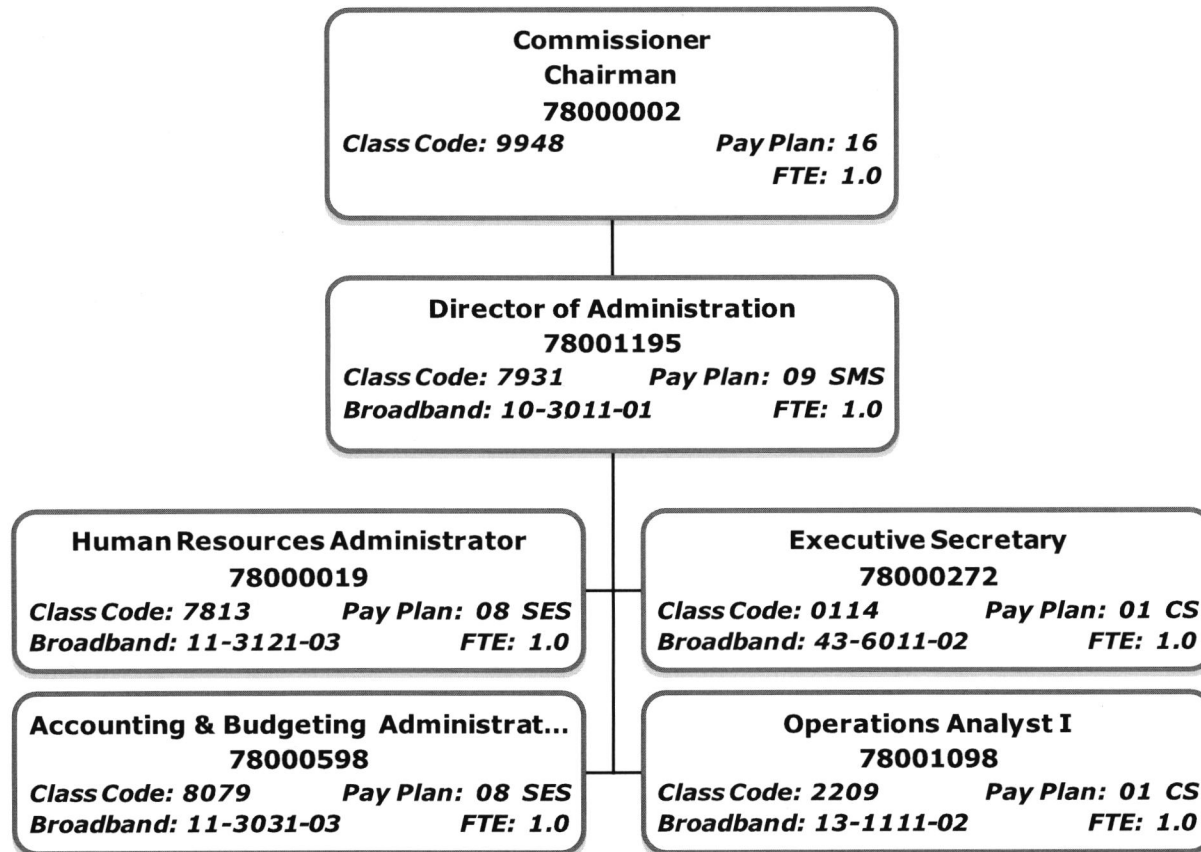 Commissioner
Chairman
78000002
Class Code: 9948 Pay Plan: 16
FTE: 1.0
Director of Administration
78001195
Class Code: 7931 Pay Plan: 09 SMS
Broadband: 10-3011-01 FTE: 1.0
Human Resources Administrator
78000019
Class Code: 7813 Pay Plan: 08 SES
Broadband: 11-3121-03 FTE: 1.0
Executive Secretary
78000272
Class Code: 0114 Pay Plan: 01 CS
Broadband: 43-6011-02 FTE: 1.0
Accounting & Budgeting Administrat...
78000598
Class Code: 8079 Pay Plan: 08 SES
Broadband: 11-3031-03 FTE: 1.0
Operations Analyst I
78001098
Class Code: 2209 Pay Plan: 01 CS
Broadband: 13-1111-02 FTE: 1.0